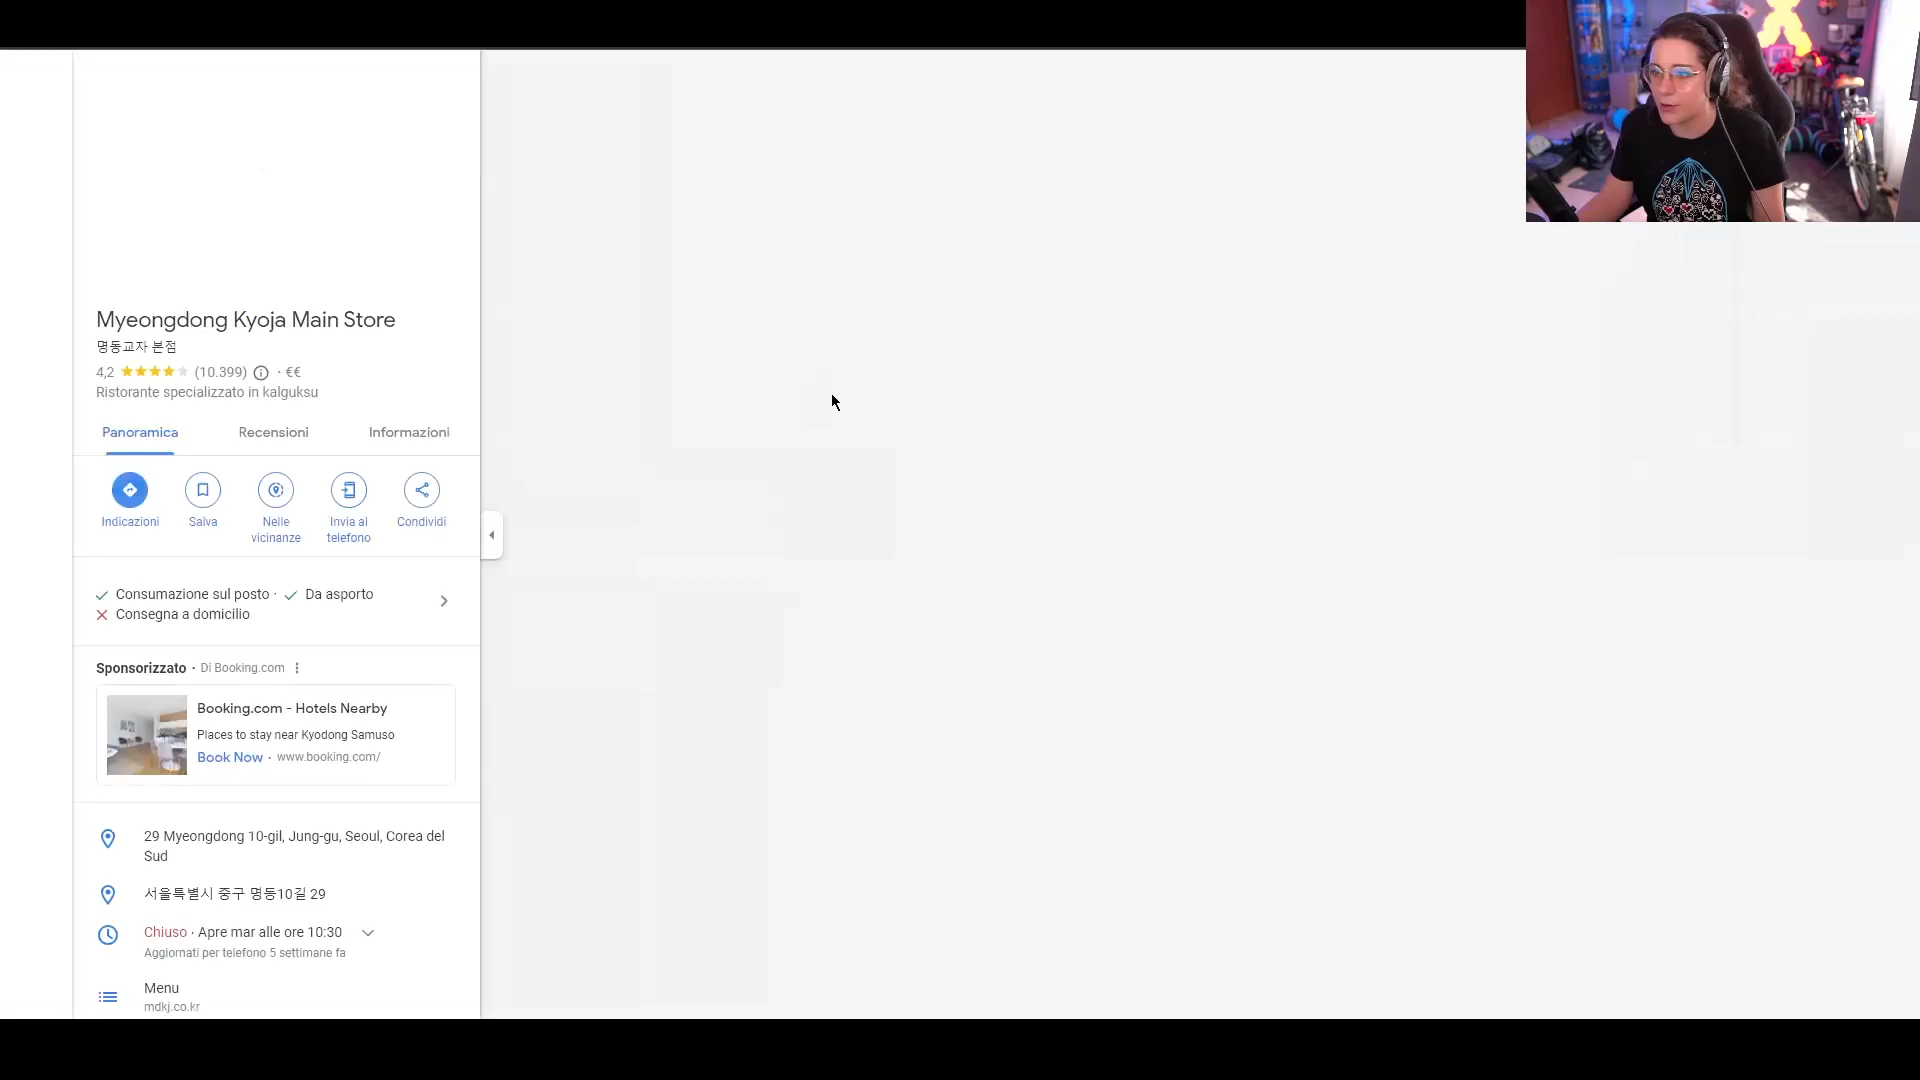 Myeongdong Kyoja Main Store
명동교자 본점
4,2 (10.399) · €€
Ristorante specializzato in kalguksu
Panoramica Recensioni Informazioni
Indicazioni Salva Nelle vicinanze Invia al telefono Condividi
Consumazione sul posto · Da asporto
Consegna a domicilio
Sponsorizzato · Di Booking.com
Booking.com - Hotels Nearby
Places to stay near Kyodong Samuso
Book Now · www.booking.com/
29 Myeongdong 10-gil, Jung-gu, Seoul, Corea del
Sud
서울특별시 중구 명동10길 29
Chiuso · Apre mar alle ore 10:30
Aggiornati per telefono 5 settimane fa
Menu
mdkj.co.kr